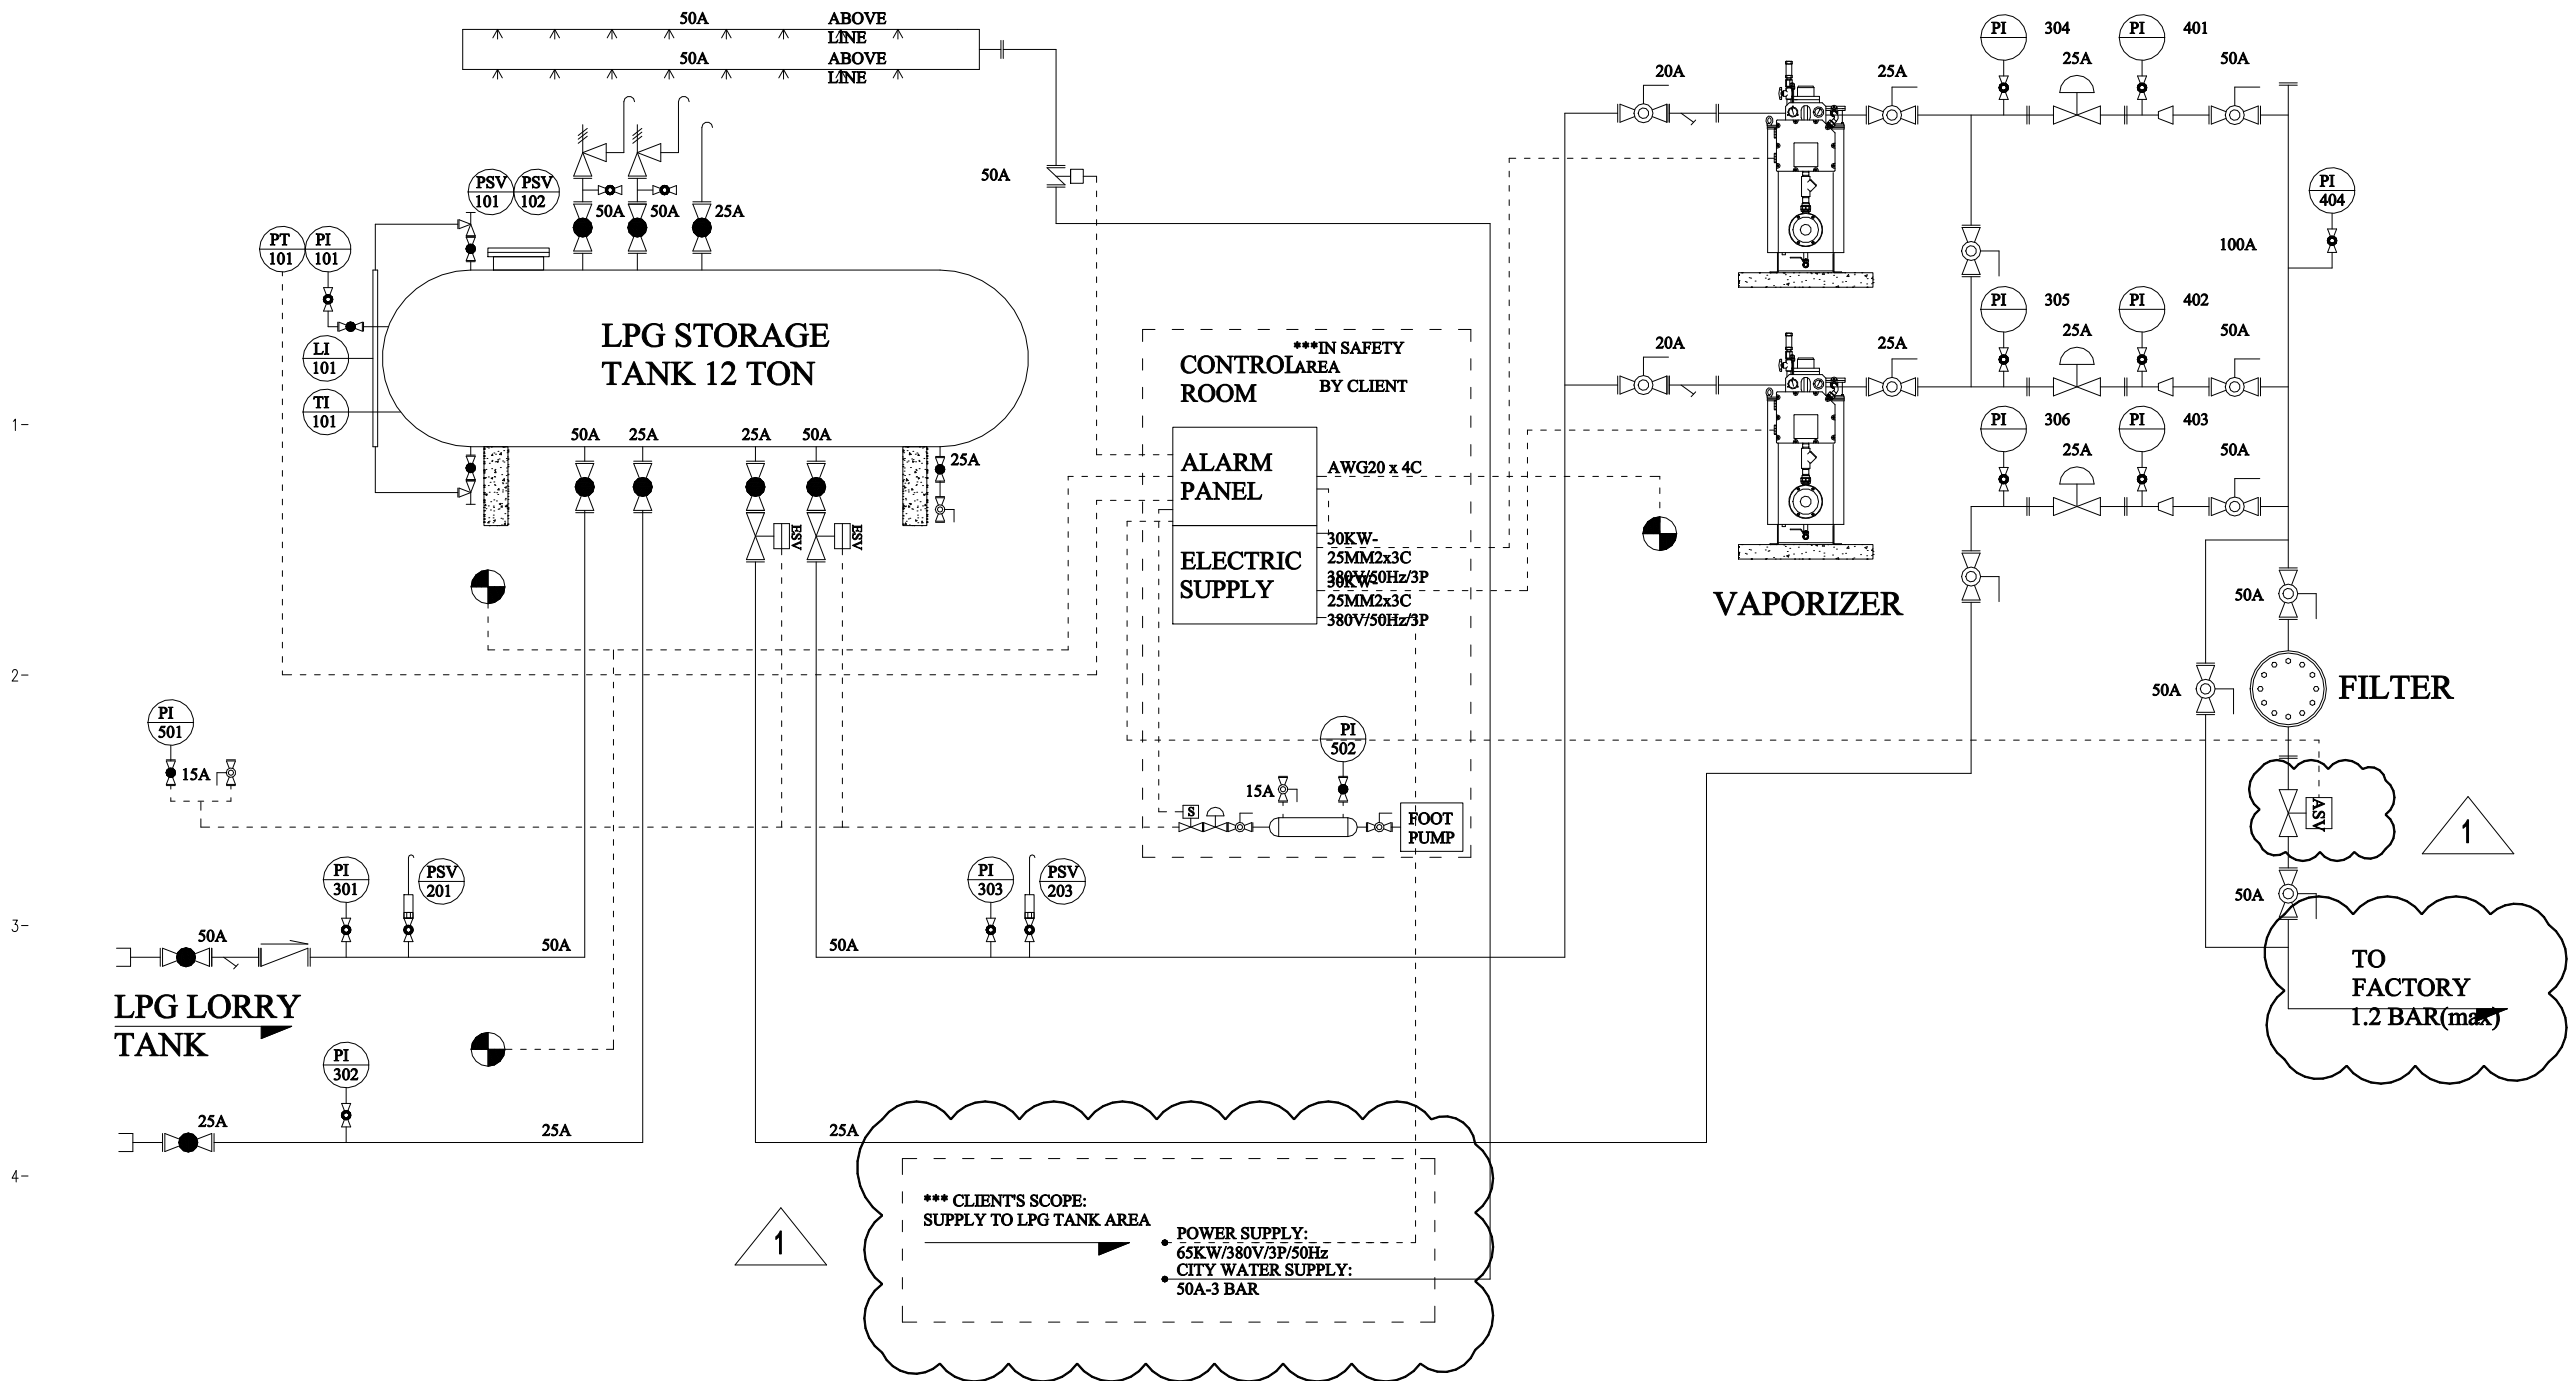 50A
ABOVE
LINE
50A
ABOVE
LINE
PI
304
PI
401
25A
50A
20A
25A
50A
PSV
101
PSV
102
50A
50A
25A
PT
101
PI
101
PI
404
100A
LPG STORAGE
TANK 12 TON
LI
101
TI
101
CONTROL
ROOM
***IN SAFETY
AREA
BY CLIENT
20A
25A
PI
305
PI
402
25A
50A
PI
306
PI
403
25A
50A
1-
50A
25A
25A
50A
25A
ESV
ESV
ALARM
PANEL
AWG20 x 4C
ELECTRIC
SUPPLY
30KW-
25MM2x3C
380V/50Hz/3P
30KW-
25MM2x3C
380V/50Hz/3P
VAPORIZER
50A
2-
50A
FILTER
PI
501
15A
PI
502
15A
S
FOOT
PUMP
ASV
1
50A
PI
301
PSV
201
PI
303
PSV
203
3-
50A
50A
50A
TO
FACTORY
1.2 BAR(max)
LPG LORRY
TANK
PI
302
25A
25A
25A
4-
1
*** CLIENT'S SCOPE:
SUPPLY TO LPG TANK AREA
POWER SUPPLY:
65KW/380V/3P/50Hz
CITY WATER SUPPLY:
50A-3 BAR